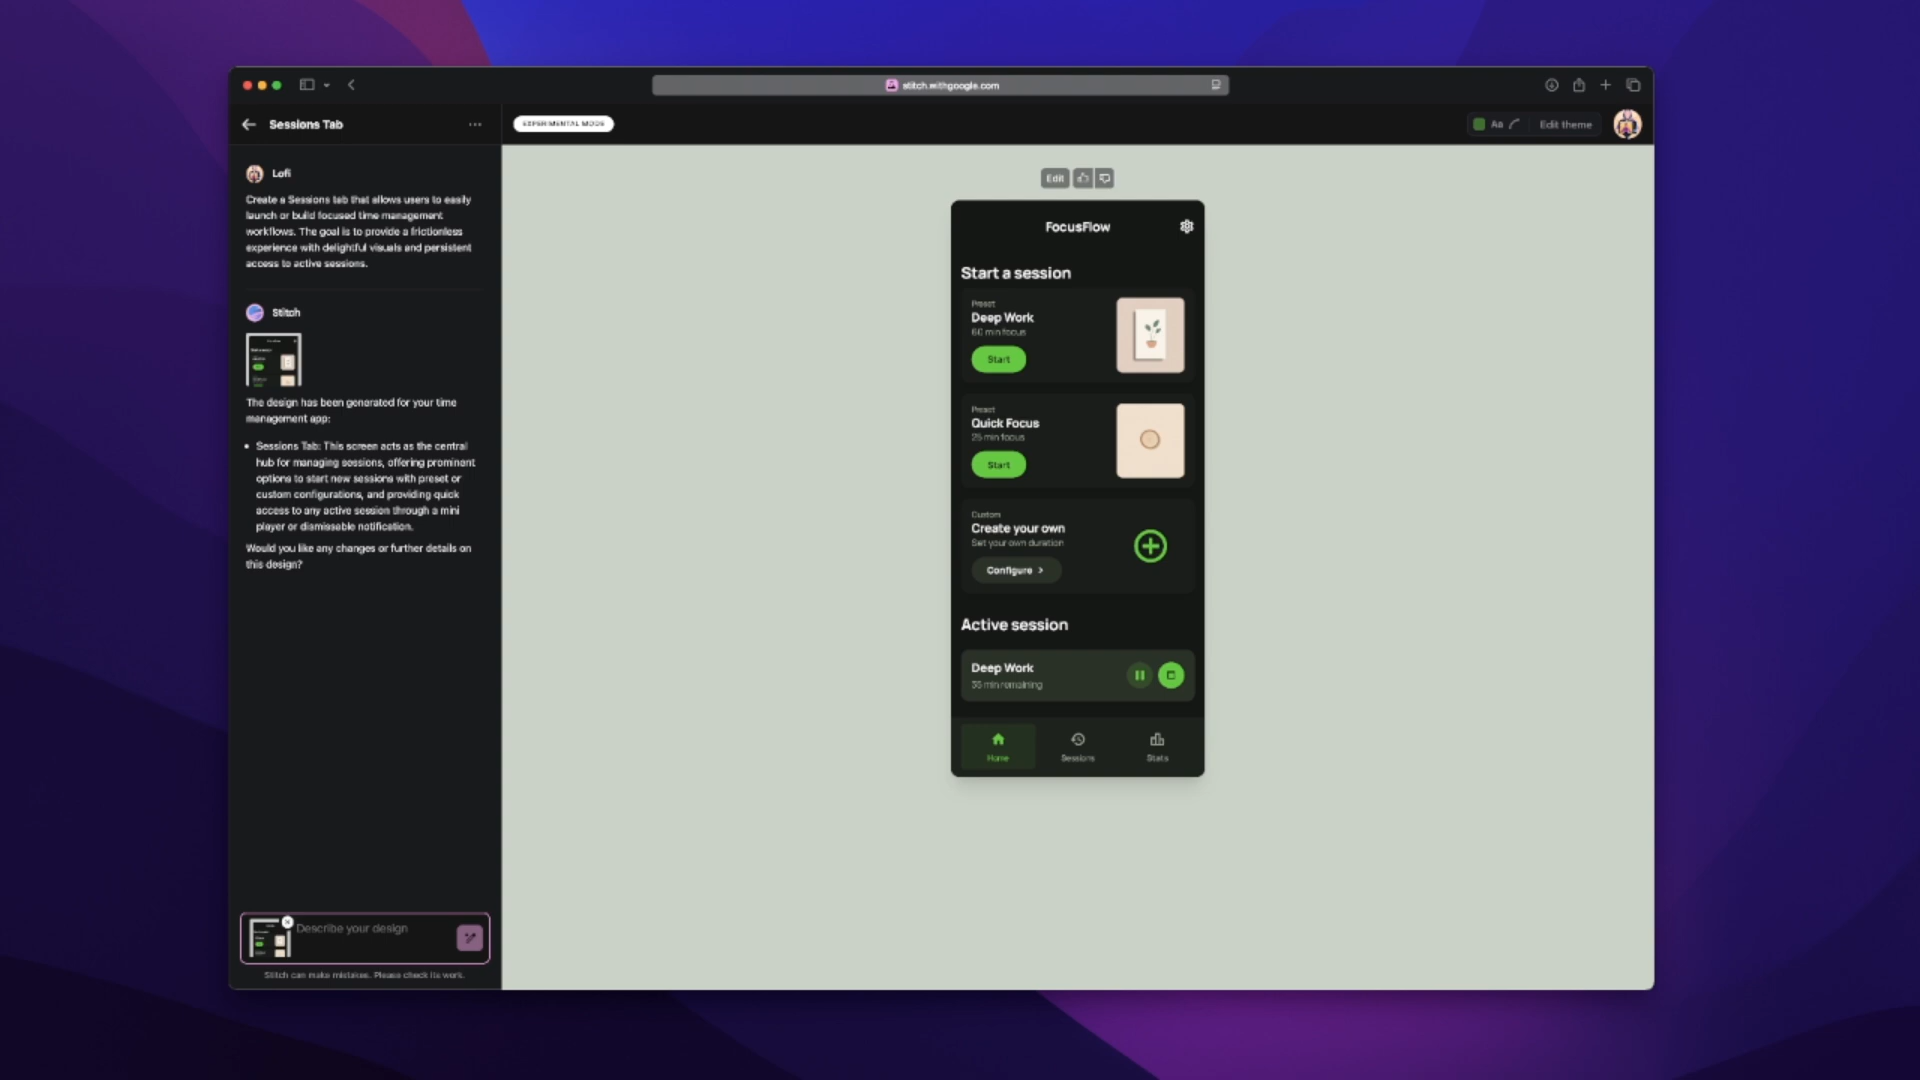 stitch.withgoogle.com
Sessions Tab
EXPERIMENTAL MODE
Aa
Edit theme
Lofi
Create a Sessions tab that allows users to easily
launch or build focused time management
workflows. The goal is to provide a frictionless
experience with delightful visuals and persistent
access to active sessions.
Stitch
The design has been generated for your time
management app:
• Sessions Tab: This screen acts as the central
hub for managing sessions, offering prominent
options to start new sessions with preset or
custom configurations, and providing quick
access to any active session through a mini
player or dismissable notification.
Would you like any changes or further details on
this design?
Describe your design
Stitch can make mistakes. Please check its work.
Edit
FocusFlow
Start a session
Preset
Deep Work
60 min focus
Start
Preset
Quick Focus
25 min focus
Start
Custom
Create your own
Set your own duration
Configure >
Active session
Deep Work
35 min remaining
Home
Sessions
Stats